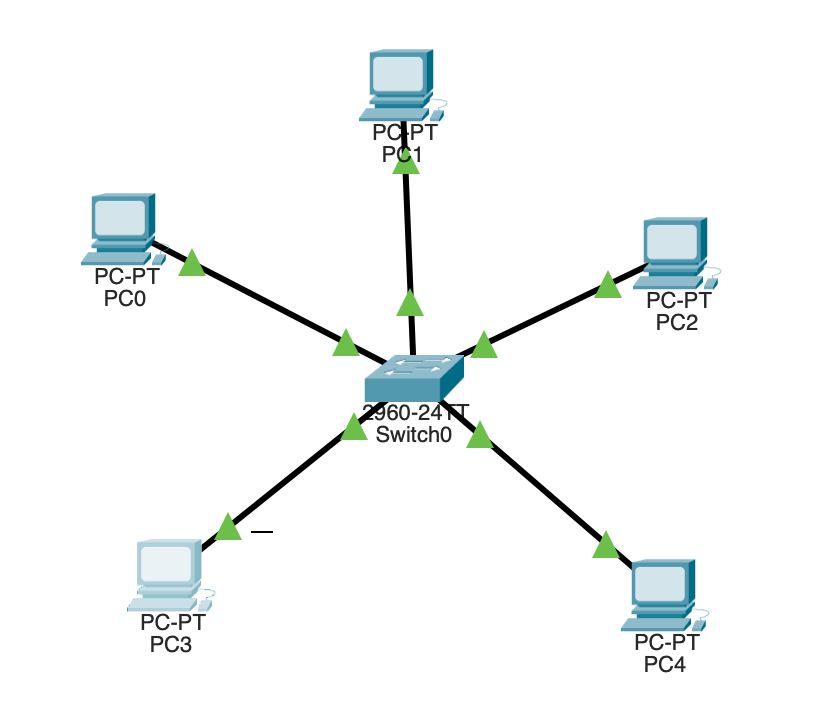 PC-PT
PC1
PC-PT
PC0
PC-PT
PC2
2960-24TT
Switch0
PC-PT
PC3
PC-PT
PC4